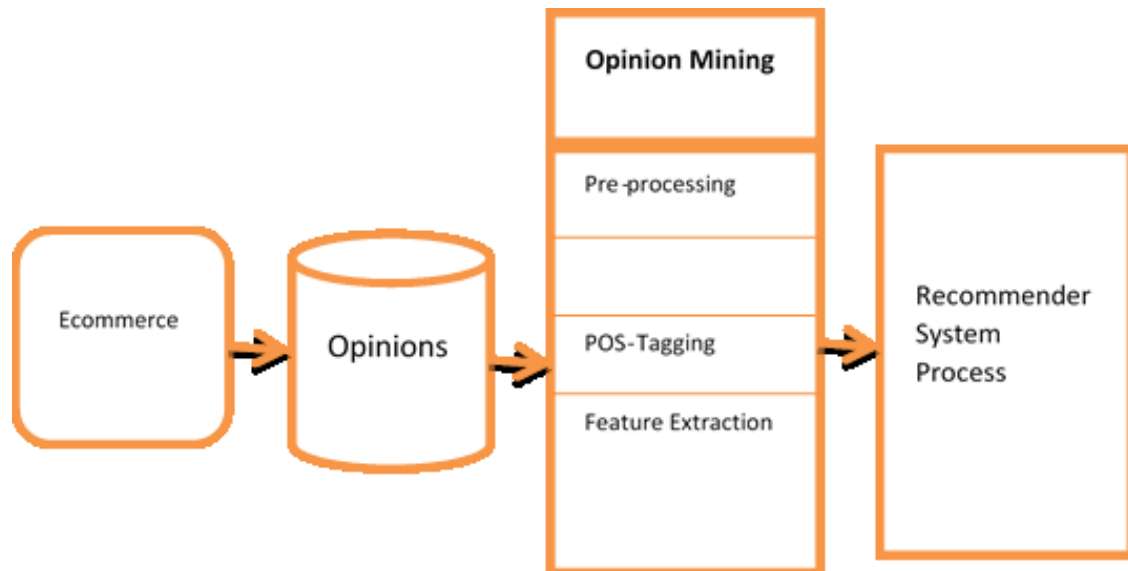 Ecommerce
Opinions
Opinion Mining
Pre-processing
POS-Tagging
Feature Extraction
Recommender
System
Process